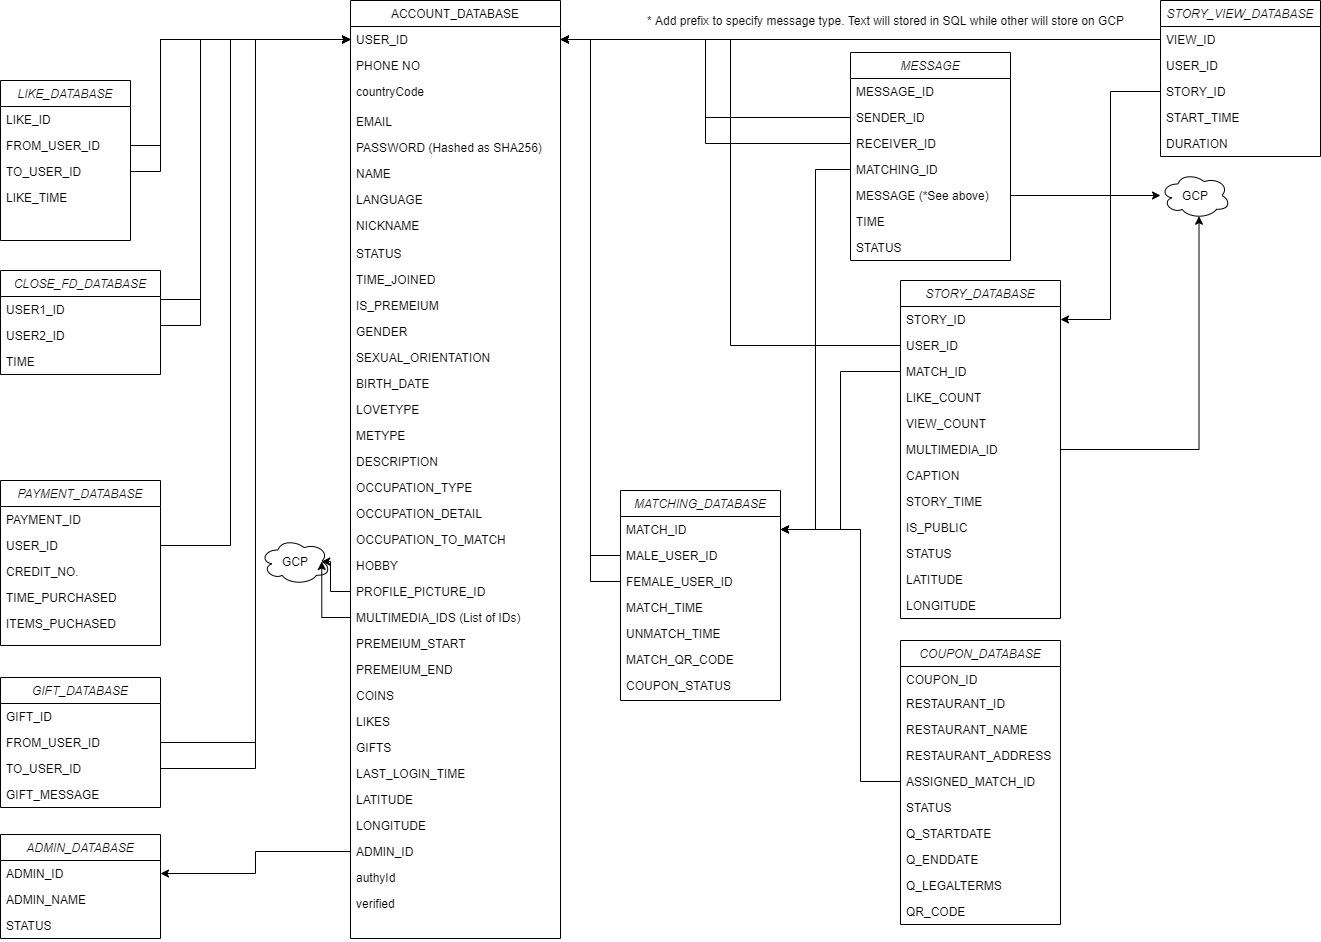 ACCOUNT_DATABASE
USER_ID
PHONE NO
countryCode
EMAIL
PASSWORD (Hashed as SHA256)
NAME
LANGUAGE
NICKNAME
STATUS
TIME_JOINED
IS_PREMEIUM
GENDER
SEXUAL_ORIENTATION
BIRTH_DATE
LOVETYPE
METYPE
DESCRIPTION
OCCUPATION_TYPE
OCCUPATION_DETAIL
OCCUPATION_TO_MATCH
HOBBY
PROFILE_PICTURE_ID
MULTIMEDIA_IDS (List of IDs)
PREMEIUM_START
PREMEIUM_END
COINS
LIKES
GIFTS
LAST_LOGIN_TIME
LATITUDE
LONGITUDE
ADMIN_ID
authyId
verified
LIKE_DATABASE
LIKE_ID
FROM_USER_ID
TO_USER_ID
LIKE_TIME
CLOSE_FD_DATABASE
USER1_ID
USER2_ID
TIME
PAYMENT_DATABASE
PAYMENT_ID
USER_ID
CREDIT_NO.
TIME_PURCHASED
ITEMS_PUCHASED
GIFT_DATABASE
GIFT_ID
FROM_USER_ID
TO_USER_ID
GIFT_MESSAGE
ADMIN_DATABASE
ADMIN_ID
ADMIN_NAME
STATUS
GCP
* Add prefix to specify message type. Text will stored in SQL while other will store on GCP
MESSAGE
MESSAGE_ID
SENDER_ID
RECEIVER_ID
MATCHING_ID
MESSAGE (*See above)
TIME
STATUS
STORY_VIEW_DATABASE
VIEW_ID
USER_ID
STORY_ID
START_TIME
DURATION
GCP
STORY_DATABASE
STORY_ID
USER_ID
MATCH_ID
LIKE_COUNT
VIEW_COUNT
MULTIMEDIA_ID
CAPTION
STORY_TIME
IS_PUBLIC
STATUS
LATITUDE
LONGITUDE
MATCHING_DATABASE
MATCH_ID
MALE_USER_ID
FEMALE_USER_ID
MATCH_TIME
UNMATCH_TIME
MATCH_QR_CODE
COUPON_STATUS
COUPON_DATABASE
COUPON_ID
RESTAURANT_ID
RESTAURANT_NAME
RESTAURANT_ADDRESS
ASSIGNED_MATCH_ID
STATUS
Q_STARTDATE
Q_ENDDATE
Q_LEGALTERMS
QR_CODE